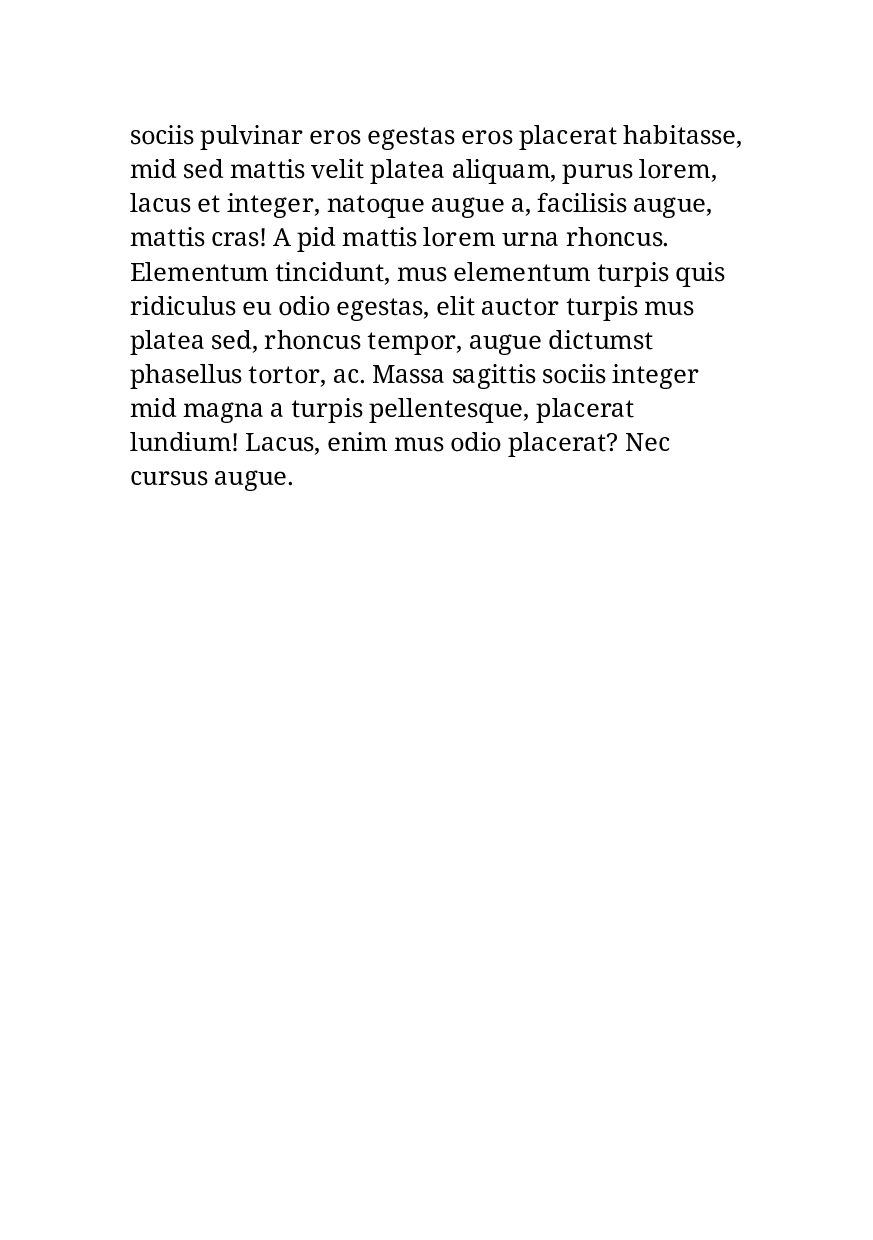 sociis pulvinar eros egestas eros placerat habitasse,
mid sed mattis velit platea aliquam, purus lorem,
lacus et integer, natoque augue a, facilisis augue,
mattis cras! A pid mattis lorem urna rhoncus.
Elementum tincidunt, mus elementum turpis quis
ridiculus eu odio egestas, elit auctor turpis mus
platea sed, rhoncus tempor, augue dictumst
phasellus tortor, ac. Massa sagittis sociis integer
mid magna a turpis pellentesque, placerat
lundium! Lacus, enim mus odio placerat? Nec
cursus augue.